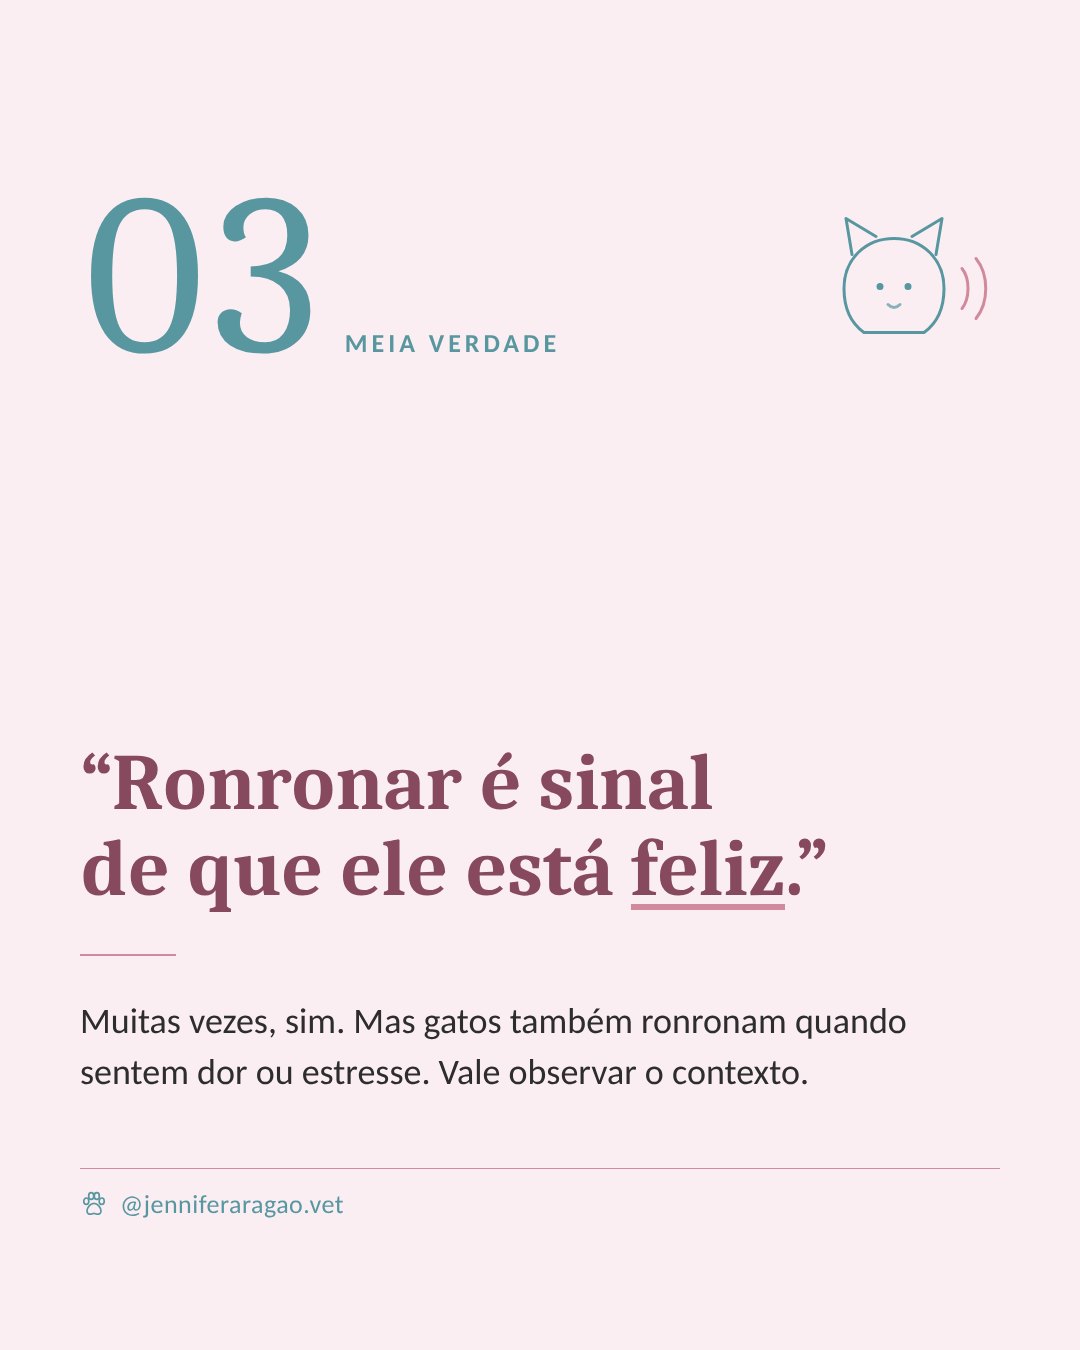 03
MEIA VERDADE
“Ronronar é sinal
de que ele está feliz.”
Muitas vezes, sim. Mas gatos também ronronam quando
sentem dor ou estresse. Vale observar o contexto.
@jenniferaragao.vet